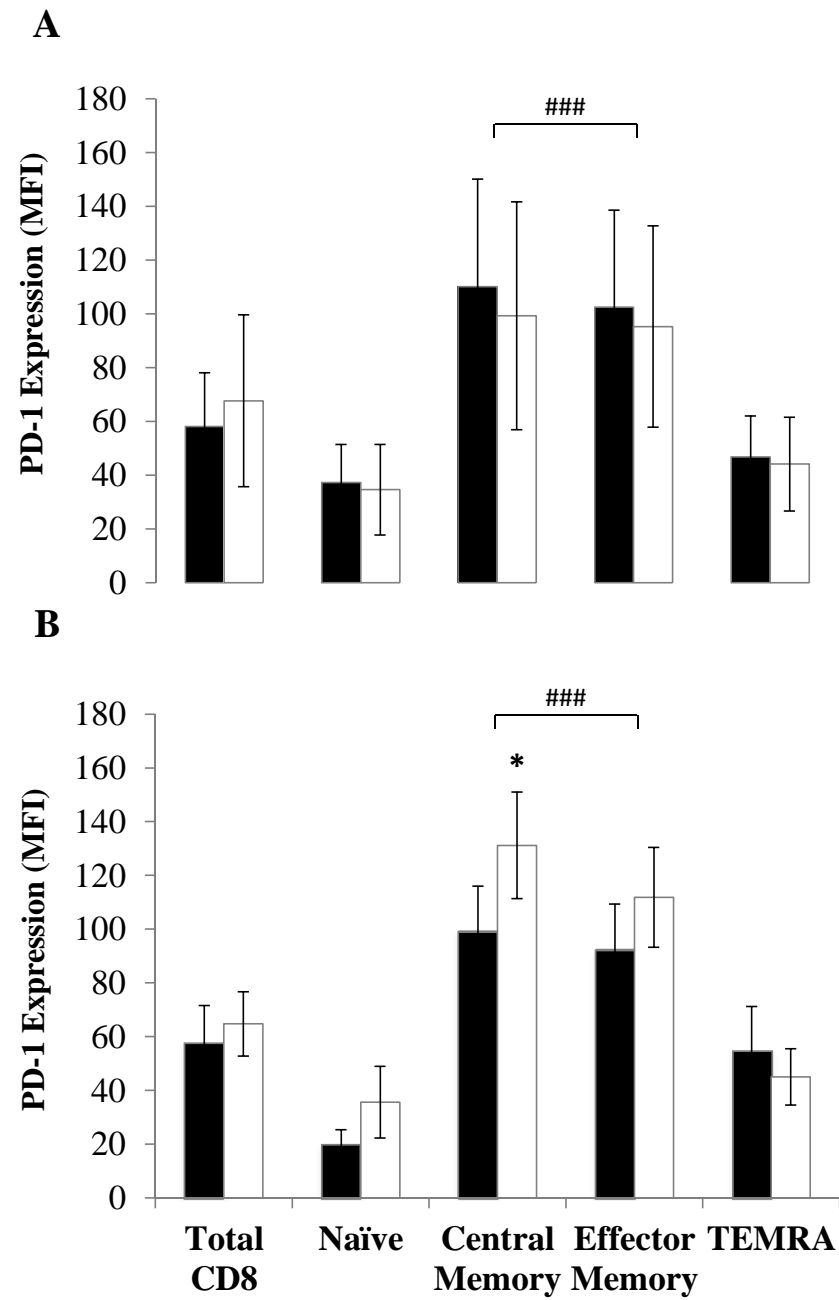 A
PD-1 Expression (MFI)
180
160
140
120
100
80
60
40
20
0
###
B
PD-1 Expression (MFI)
180
160
140
120
100
80
60
40
20
0
###
*
Total CD8
Naïve
Central Memory
Effector Memory
TEMRA